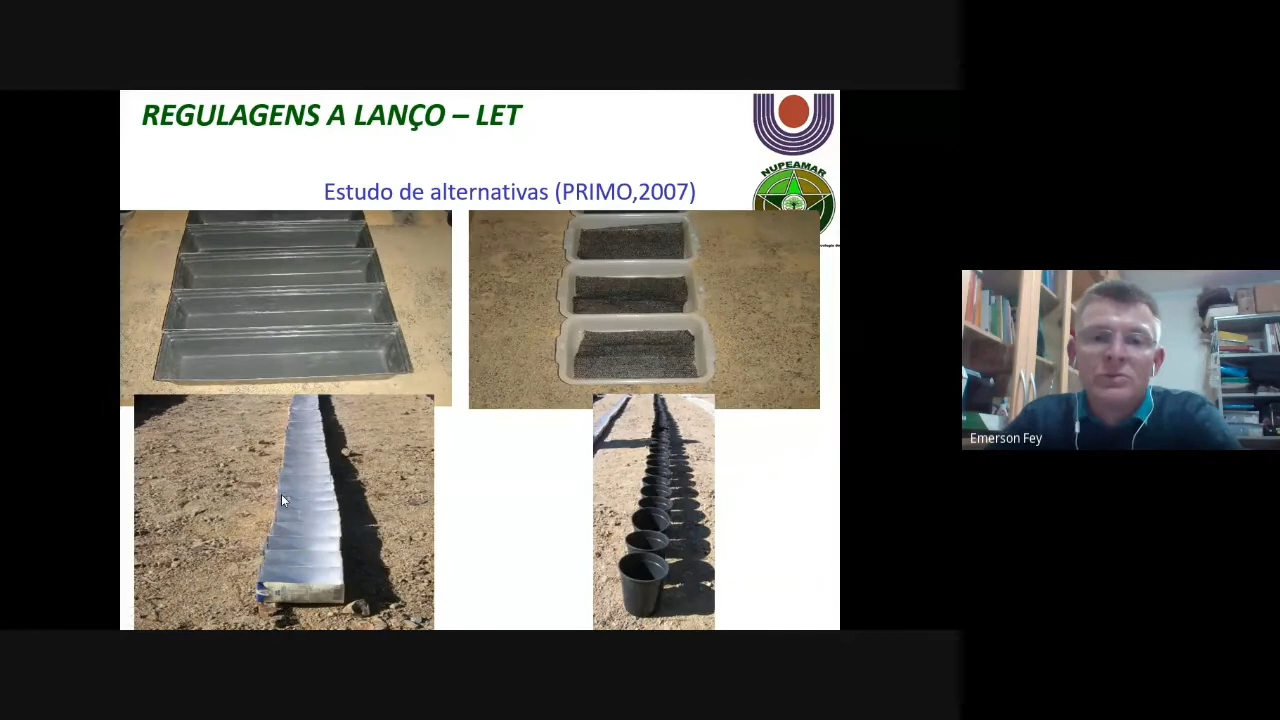 REGULAGENS A LANÇO – LET
NUPEAMAR
Estudo de alternativas (PRIMO,2007)
Emerson Fey